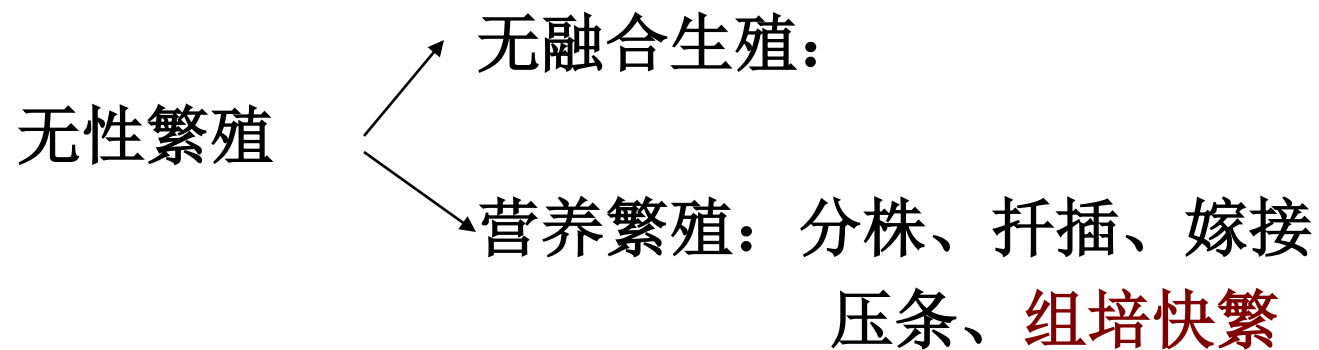 无融合生殖：
无性繁殖
营养繁殖：分株、扦插、嫁接
压条、组培快繁